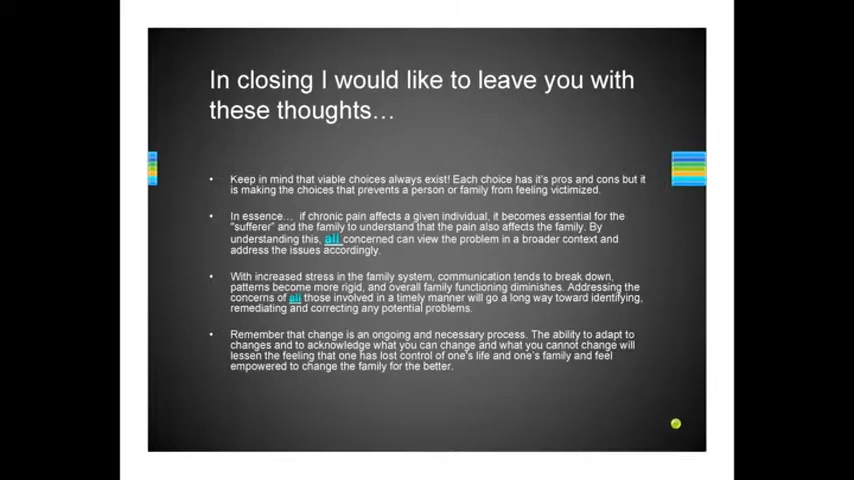 In closing I would like to leave you with
these thoughts…
• Keep in mind that viable choices always exist! Each choice has it's pros and cons but it
is making the choices that prevents a person or family from feeling victimized.
• In essence… if chronic pain affects a given individual, it becomes essential for the
"sufferer" and the family to understand that the pain also affects the family. By
understanding this, all concerned can view the problem in a broader context and
address the issues accordingly.
• With increased stress in the family system, communication tends to break down,
patterns become more rigid, and overall family functioning diminishes. Addressing the
concerns of all those involved in a timely manner will go a long way toward identifying,
remediating and correcting any potential problems.
• Remember that change is an ongoing and necessary process. The ability to adapt to
changes and to acknowledge what you can change and what you cannot change will
lessen the feeling that one has lost control of one's life and one's family and feel
empowered to change the family for the better.